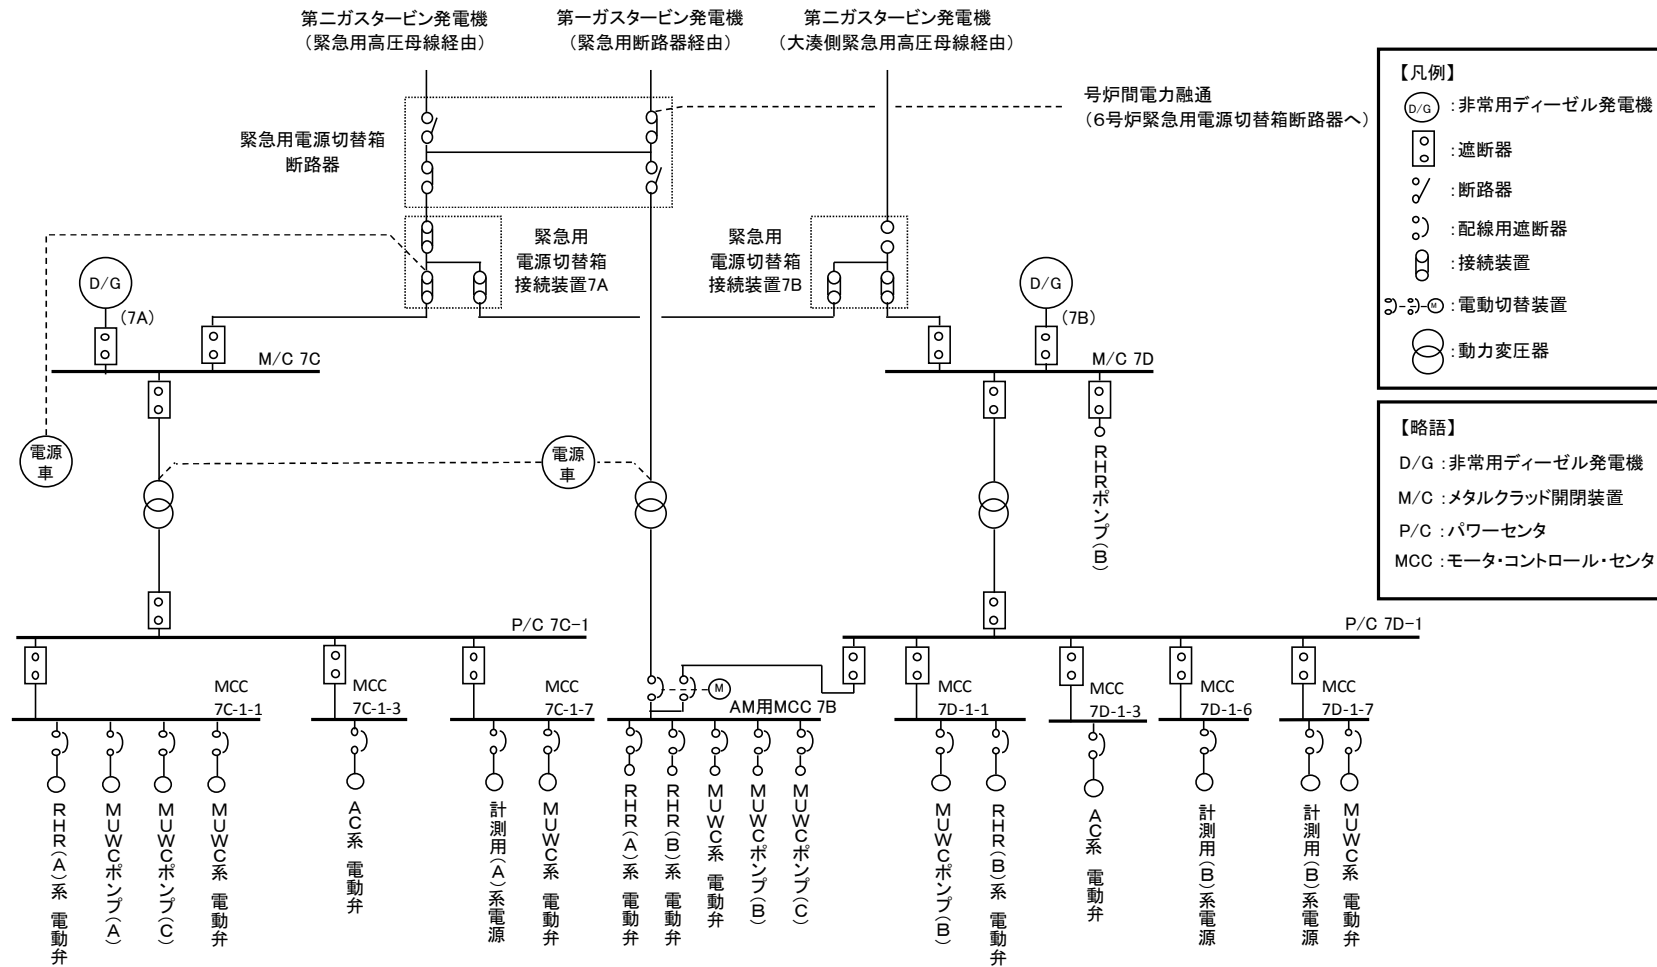 第二ガスタービン発電機
（緊急用高圧母線経由）
第一ガスタービン発電機
（緊急用断路器経由）
第二ガスタービン発電機
（大湊側緊急用高圧母線経由）
号炉間電力融通
（6号炉緊急用電源切替箱断路器へ）
緊急用電源切替箱
断路器
緊急用
電源切替箱
接続装置7A
緊急用
電源切替箱
接続装置7B
D/G
(7A)
D/G
(7B)
M/C 7C
M/C 7D
電源
車
電源
車
RHRポンプ(B)
P/C 7C-1
P/C 7D-1
MCC
7C-1-1
MCC
7C-1-3
MCC
7C-1-7
M
AM用MCC 7B
MCC
7D-1-1
MCC
7D-1-3
MCC
7D-1-6
MCC
7D-1-7
RHR(A)系 電動弁
MUWCポンプ(A)
MUWCポンプ(C)
MUWC系 電動弁
AC系 電動弁
計測用(A)系電源
MUWC系 電動弁
RHR(A)系 電動弁
RHR(B)系 電動弁
MUWC系 電動弁
MUWCポンプ(B)
MUWCポンプ(C)
MUWCポンプ(B)
RHR(B)系 電動弁
AC系 電動弁
計測用(B)系電源
計測用(B)系電源
MUWC系 電動弁
【凡例】
D/G ：非常用ディーゼル発電機
：遮断器
：断路器
：配線用遮断器
：接続装置
M ：電動切替装置
：動力変圧器
【略語】
D/G ：非常用ディーゼル発電機
M/C ：メタルクラッド開閉装置
P/C ：パワーセンタ
MCC ：モータ・コントロール・センタ